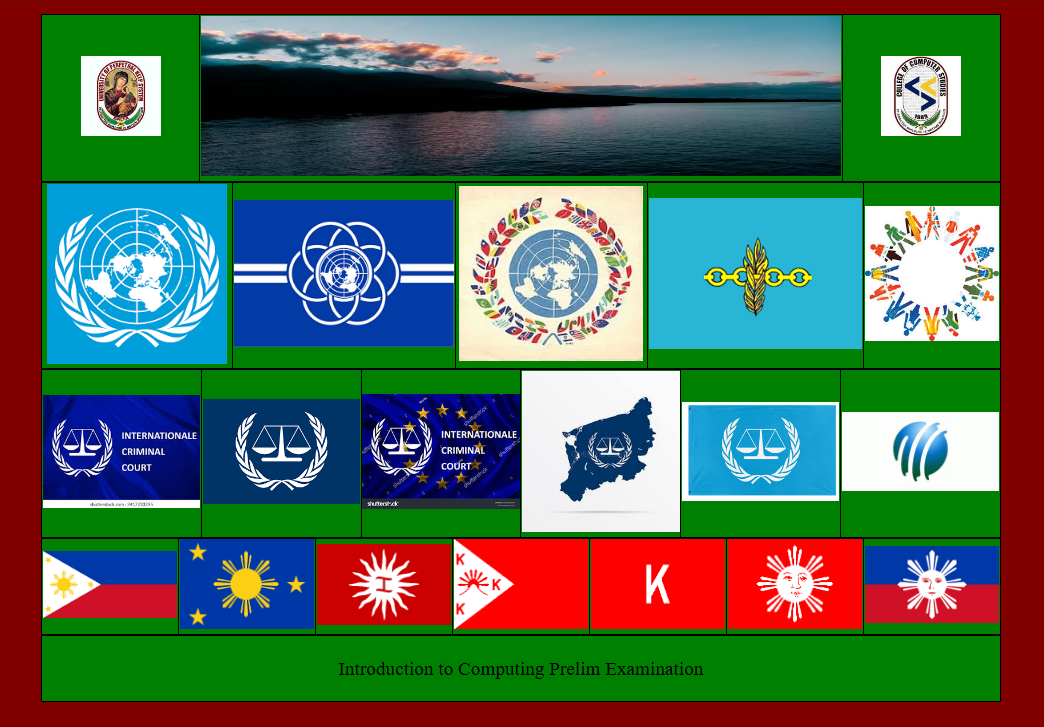 UNIVERSITY OF PERPETUAL HELP SYSTEM
COLLEGE OF COMPUTER STUDIES
1989
INTERNATIONALE
CRIMINAL
COURT
shutterstock.com
INTERNATIONALE
CRIMINAL
COURT
shutterstock
I
K
K
K
K
Introduction to Computing Prelim Examination